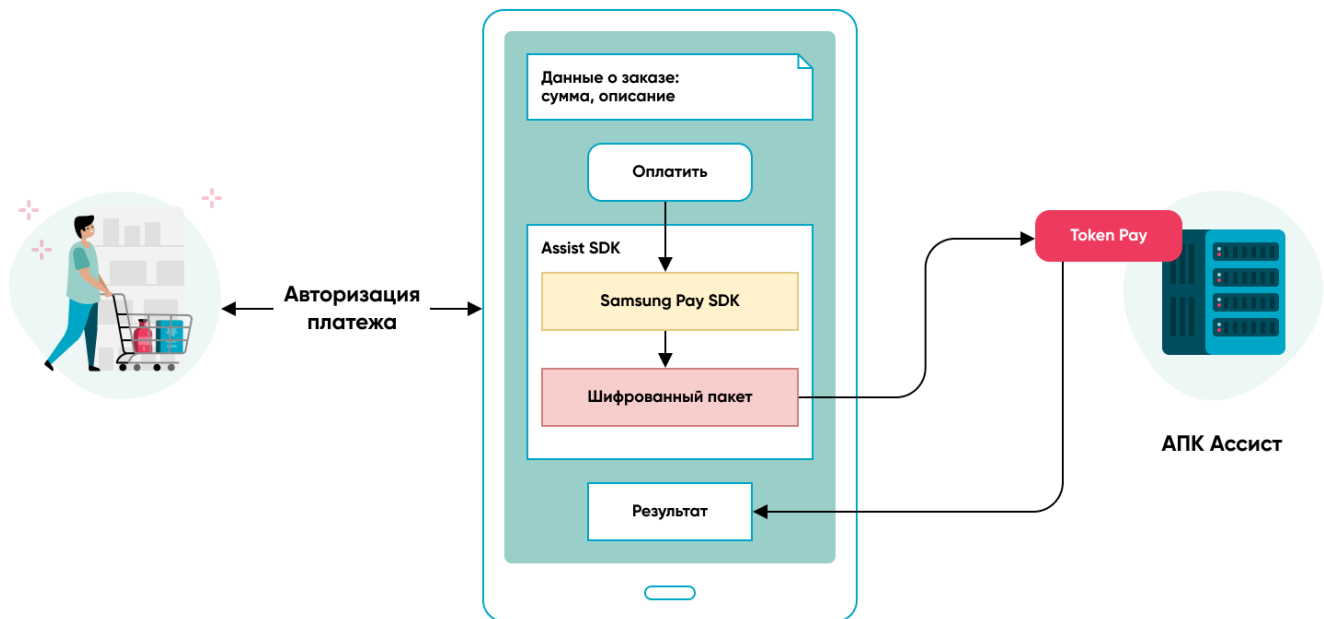 Данные о заказе:
сумма, описание
Оплатить
Assist SDK
Samsung Pay SDK
Шифрованный пакет
Результат
Авторизация
платежа
Token Pay
АПК Ассист